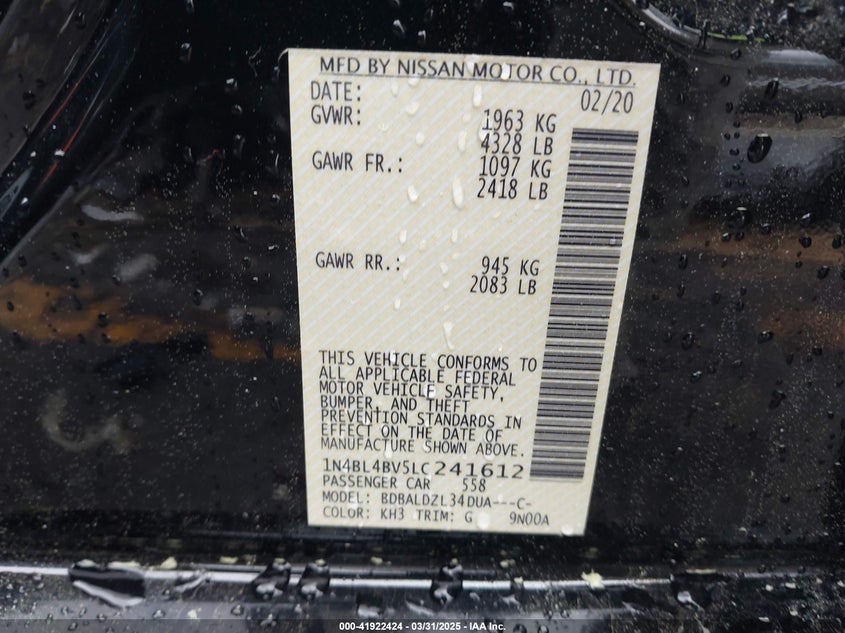 MFD BY NISSAN MOTOR CO., LTD.
DATE: 02/20
GVWR: 1963 KG
4328 LB
GAWR FR.: 1097 KG
2418 LB
GAWR RR.: 945 KG
2083 LB
THIS VEHICLE CONFORMS TO
ALL APPLICABLE FEDERAL
MOTOR VEHICLE SAFETY,
BUMPER, AND THEFT
PREVENTION STANDARDS IN
EFFECT ON THE DATE OF
MANUFACTURE SHOWN ABOVE.
1N4BL4BV5LC241612
PASSENGER CAR 558
MODEL: BDBALDZL34DUA---C-
COLOR: KH3 TRIM: G 9N00A
000-41922424 - 03/31/2025 - IAA Inc.